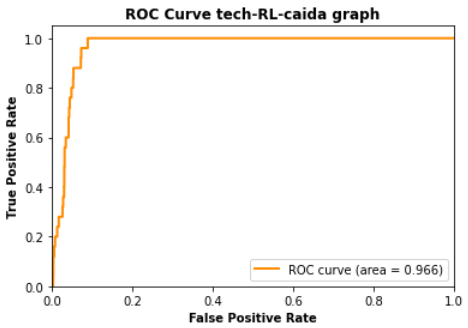 ROC Curve tech-RL-caida graph
1.0
0.8
0.6
0.4
0.2
0.0
True Positive Rate
ROC curve (area = 0.966)
0.0 0.2 0.4 0.6 0.8 1.0
False Positive Rate